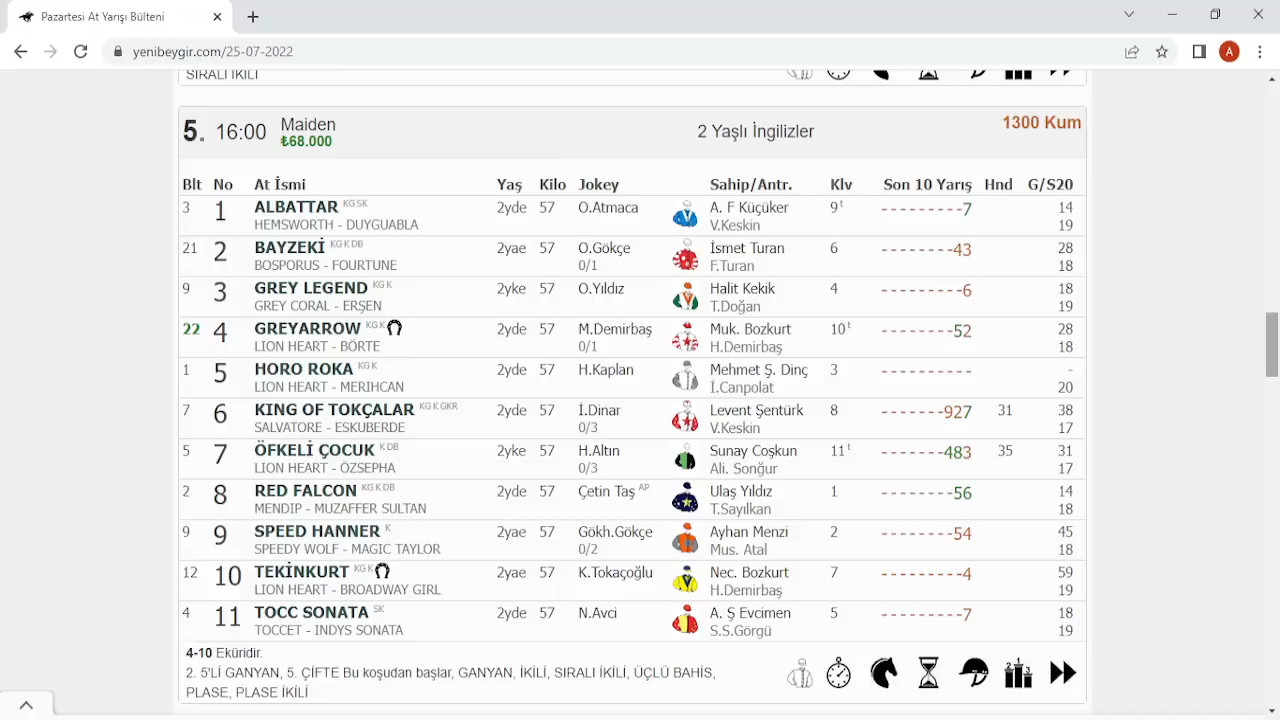 Pazartesi At Yarışı Bülteni
yenibeygir.com/25-07-2022
A
SIRALI İKİLİ
5. 16:00 Maiden 2 Yaşlı İngilizler 1300 Kum
₺68.000
Blt No At İsmi Yaş Kilo Jokey Sahip/Antr. Klv Son 10 Yarış Hnd G/S20
3 1 ALBATTAR KG SK 2yde 57 O.Atmaca A. F Küçüker 9 t - - - - - - - - -7 14
HEMSWORTH - DUYGUABLA V.Keskin 19
21 2 BAYZEKİ KG K DB 2yae 57 O.Gökçe İsmet Turan 6 - - - - - - - -43 28
BOSPORUS - FOURTUNE 0/1 F.Turan 18
9 3 GREY LEGEND KG K 2yke 57 O.Yıldız Halit Kekik 4 - - - - - - - - -6 18
GREY CORAL - ERŞEN T.Doğan 19
22 4 GREYARROW KG K 2yde 57 M.Demirbaş Muk. Bozkurt 10 t - - - - - - - -52 28
LION HEART - BÖRTE 0/1 H.Demirbaş 18
1 5 HORO ROKA KG K 2yde 57 H.Kaplan Mehmet Ş. Dinç 3 - - - - - - - - - - -
LION HEART - MERIHCAN İ.Canpolat 20
7 6 KING OF TOKÇALAR KG K GKR 2yde 57 İ.Dinar Levent Şentürk 8 - - - - - - -927 31 38
SALVATORE - ESKUBERDE 0/3 V.Keskin 17
5 7 ÖFKELİ ÇOCUK K DB 2yke 57 H.Altın Sunay Coşkun 11 t - - - - - - -483 35 31
LION HEART - ÖZSEPHA 0/3 Ali. Sonğur 17
2 8 RED FALCON KG K DB 2yde 57 Çetin Taş AP Ulaş Yıldız 1 - - - - - - - -56 14
MENDIP - MUZAFFER SULTAN T.Sayılkan 18
9 9 SPEED HANNER K 2yae 57 Gökh.Gökçe Ayhan Menzi 2 - - - - - - - -54 45
SPEEDY WOLF - MAGIC TAYLOR 0/2 Mus. Atal 18
12 10 TEKİNKURT KG K 2yae 57 K.Tokaçoğlu Nec. Bozkurt 7 - - - - - - - - -4 59
LION HEART - BROADWAY GIRL H.Demirbaş 19
4 11 TOCC SONATA SK 2yde 57 N.Avci A. Ş Evcimen 5 - - - - - - - - -7 18
TOCCET - INDYS SONATA S.S.Görgü 19
4-10 Eküridir.
2. 5'Lİ GANYAN, 5. ÇİFTE Bu koşudan başlar, GANYAN, İKİLİ, SIRALI İKİLİ, ÜÇLÜ BAHİS,
PLASE, PLASE İKİLİ